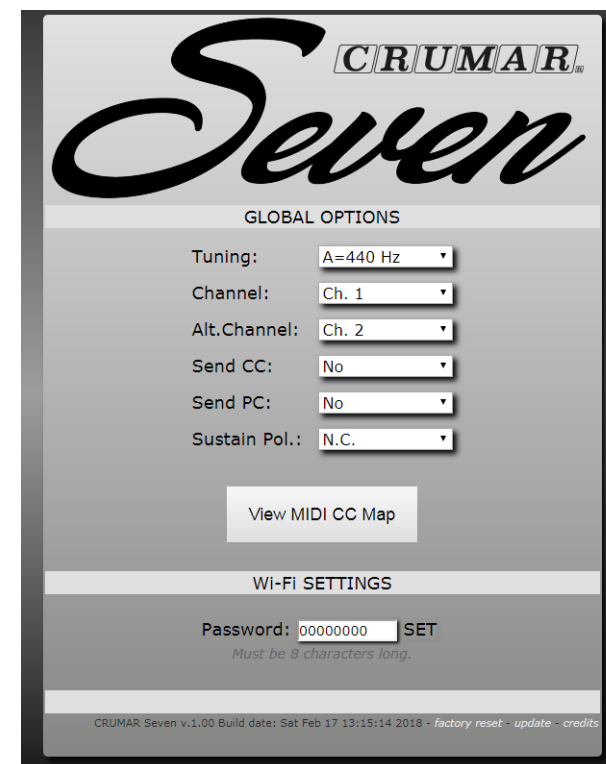 CRUMAR®
Seven
GLOBAL OPTIONS
Tuning: A=440 Hz
Channel: Ch. 1
Alt.Channel: Ch. 2
Send CC: No
Send PC: No
Sustain Pol.: N.C.
View MIDI CC Map
Wi-Fi SETTINGS
Password: 00000000 SET
Must be 8 characters long.
CRUMAR Seven v.1.00 Build date: Sat Feb 17 13:15:14 2018 - factory reset - update - credits